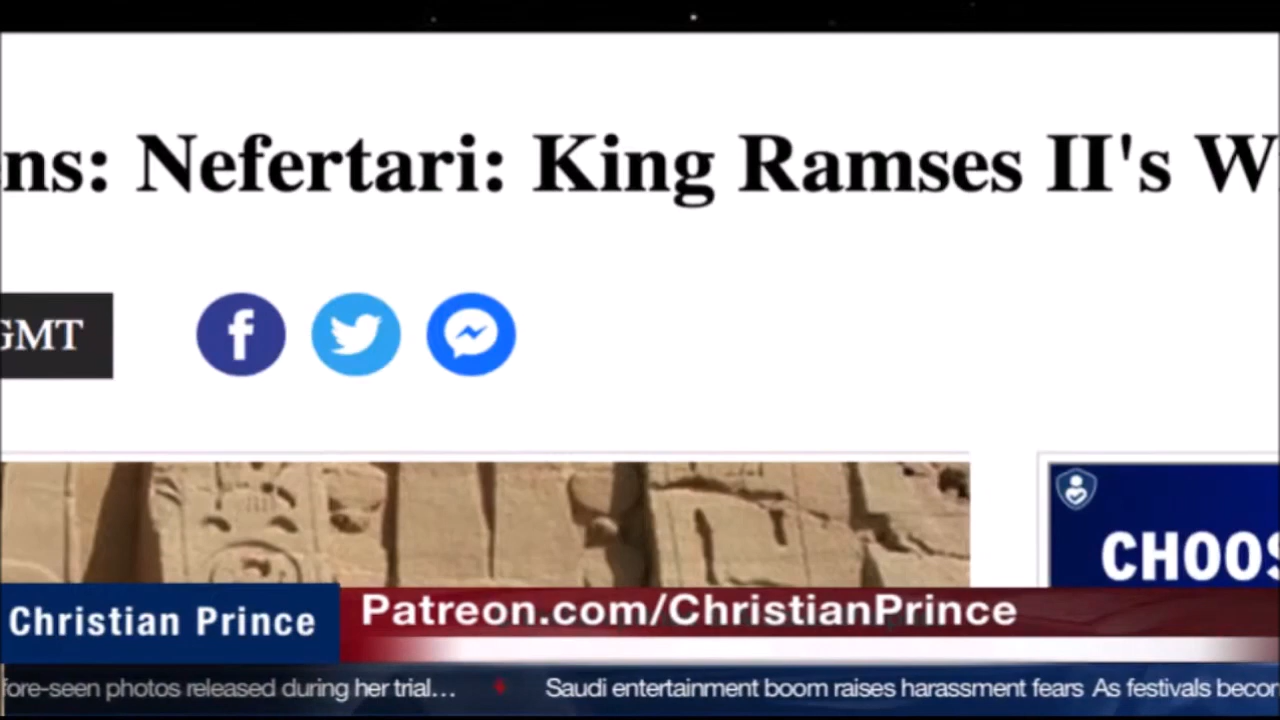 ns: Nefertari: King Ramses II's W
GMT
CHOOS
Christian Prince
Patreon.com/ChristianPrince
fore-seen photos released during her trial… Saudi entertainment boom raises harassment fears As festivals becom